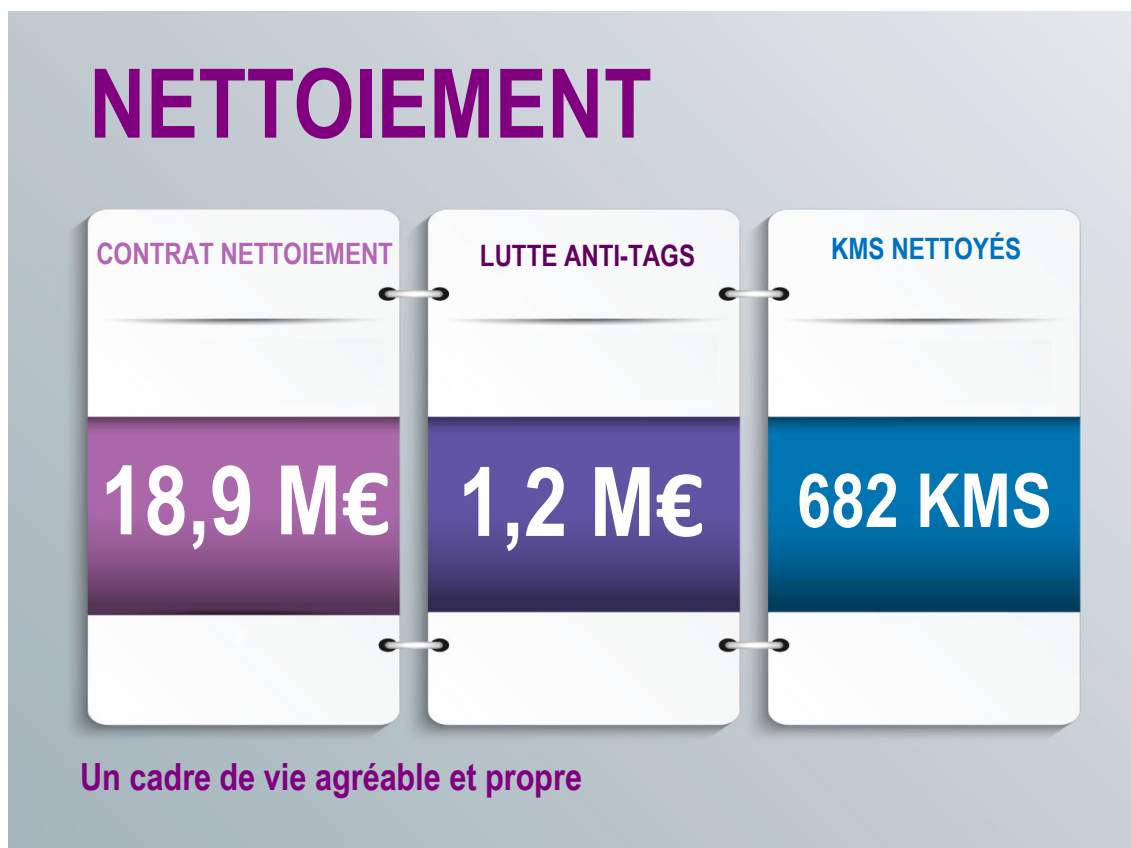 NETTOIEMENT
CONTRAT NETTOIEMENT
LUTTE ANTI-TAGS
KMS NETTOYÉS
18,9 M€
1,2 M€
682 KMS
Un cadre de vie agréable et propre